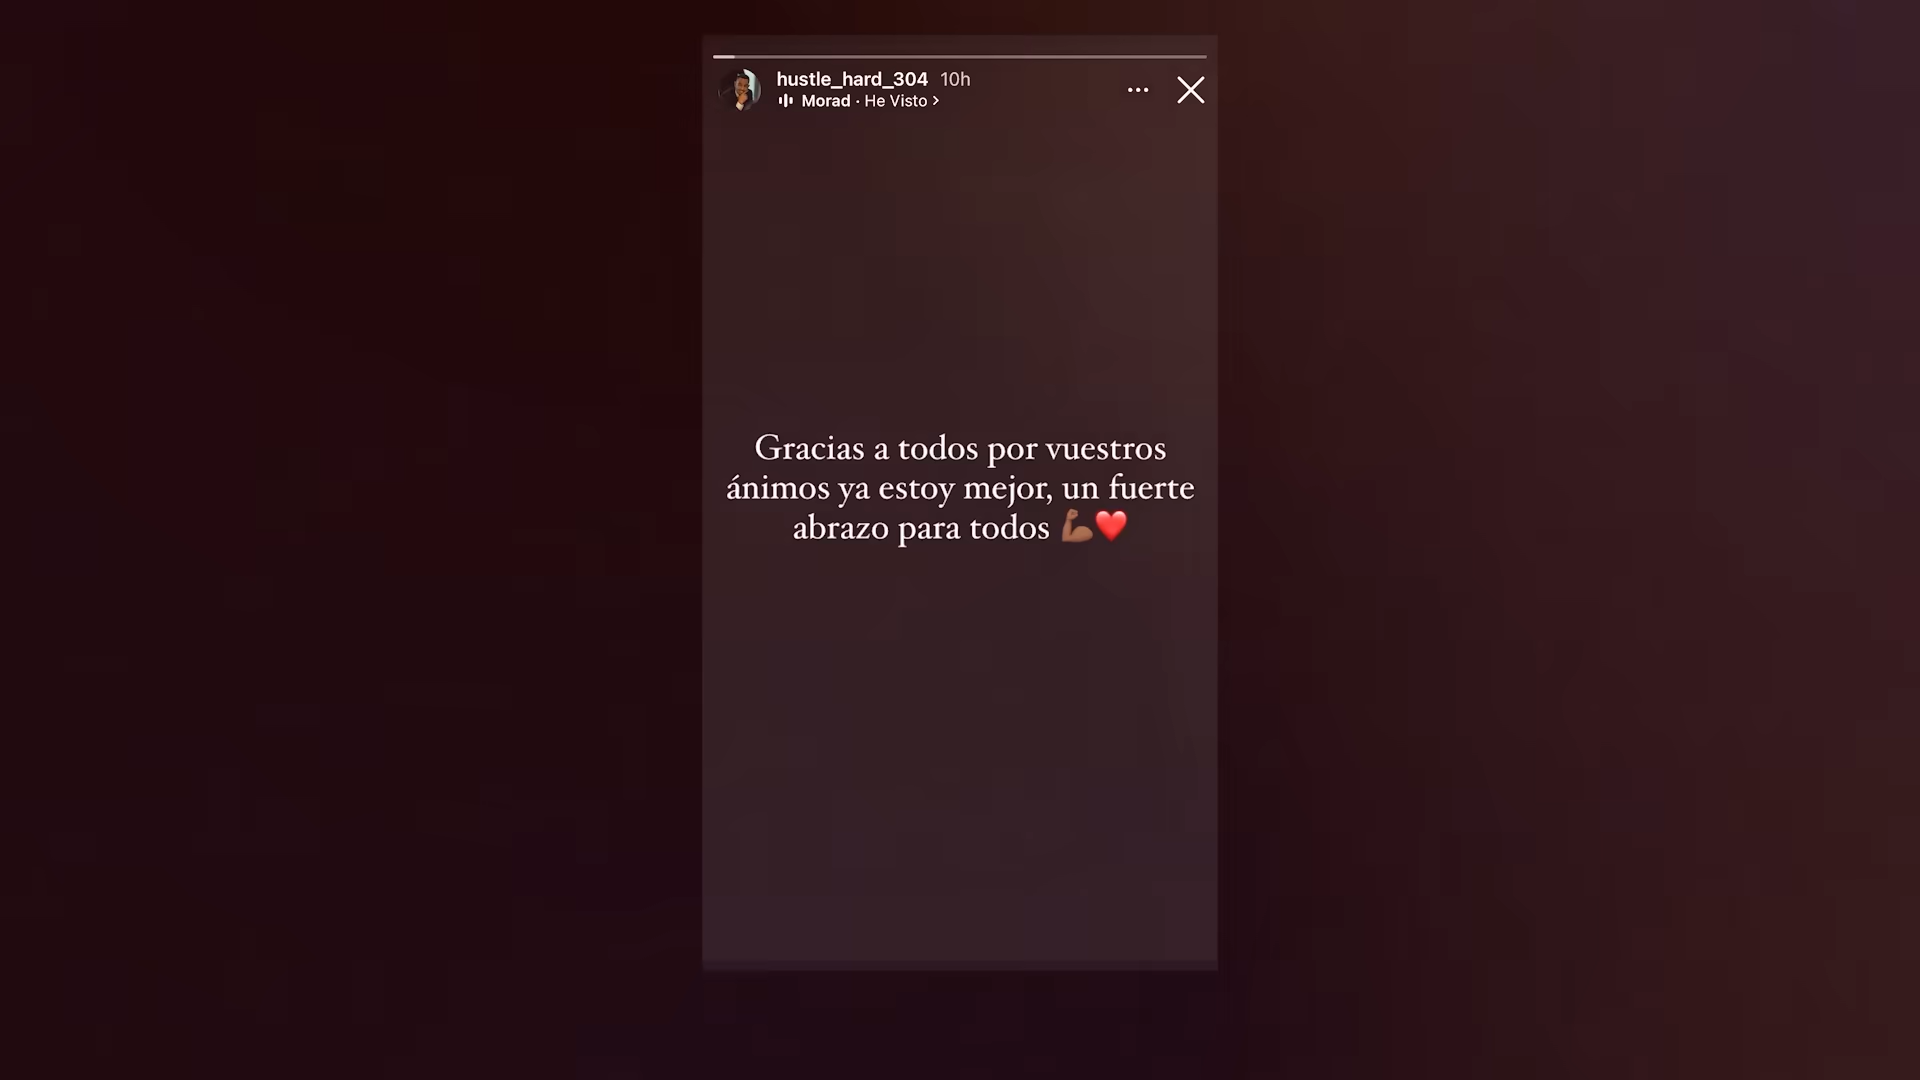 hustle_hard_304 10h
Morad · He Visto >
Gracias a todos por vuestros
ánimos ya estoy mejor, un fuerte
abrazo para todos 💪🏾❤️